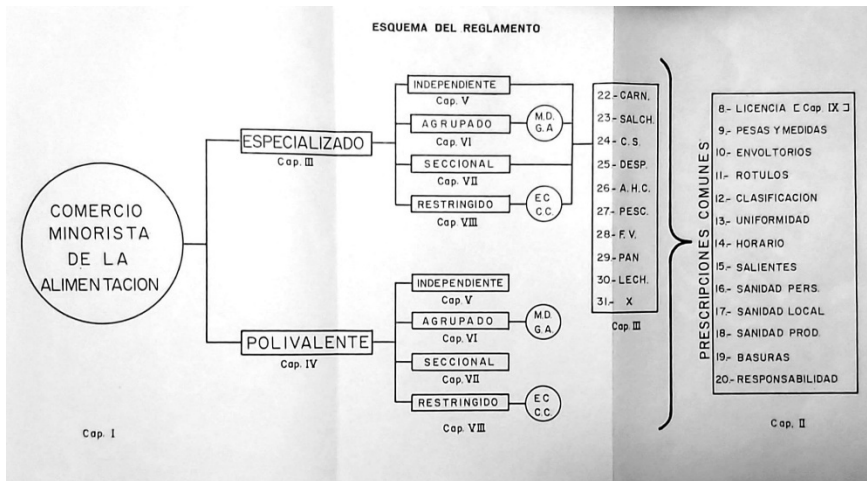 ESQUEMA DEL REGLAMENTO
COMERCIO
MINORISTA
DE LA
ALIMENTACION
Cap. I
ESPECIALIZADO
Cap. III
INDEPENDIENTE
Cap. V
AGRUPADO
Cap. VI
M.D.
G.A
SECCIONAL
Cap. VII
RESTRINGIDO
Cap. VIII
E C
C.C.
POLIVALENTE
Cap. IV
INDEPENDIENTE
Cap. V
AGRUPADO
Cap. VI
M.D.
G.A.
SECCIONAL
Cap. VII
RESTRINGIDO
Cap. VIII
E C
C.C.
22.- CARN.
23.- SALCH.
24.- C.S.
25.- DESP.
26.- A.H.C.
27.- PESC.
28.- F.V.
29.- PAN
30.- LECH.
31.- X
Cap. III
PRESCRIPCIONES COMUNES
8.- LICENCIA [ Cap. IX ]
9.- PESAS Y MEDIDAS
10.- ENVOLTORIOS
11.- ROTULOS
12.- CLASIFICACION
13.- UNIFORMIDAD
14.- HORARIO
15.- SALIENTES
16.- SANIDAD PERS.
17.- SANIDAD LOCAL
18.- SANIDAD PROD.
19.- BASURAS
20.- RESPONSABILIDAD
Cap. II